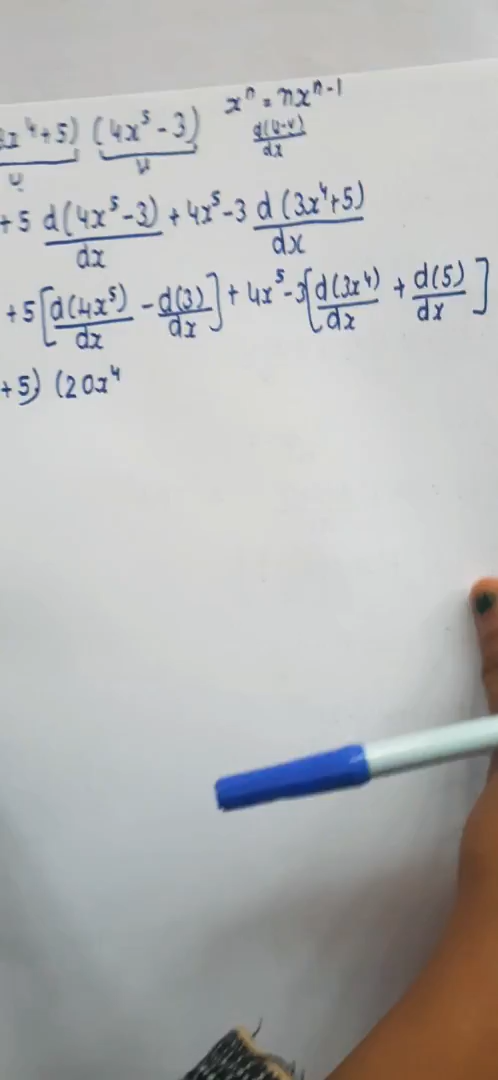 x⁴+5) (4x⁵-3) xⁿ = nxⁿ⁻¹
u v d(u-v)/dx
+5 d(4x⁵-3)/dx + 4x⁵-3 d(3x⁴+5)/dx
+5[d(4x⁵)/dx - d(3)/dx] + 4x⁵-3[d(3x⁴)/dx + d(5)/dx]
+5) (20x⁴